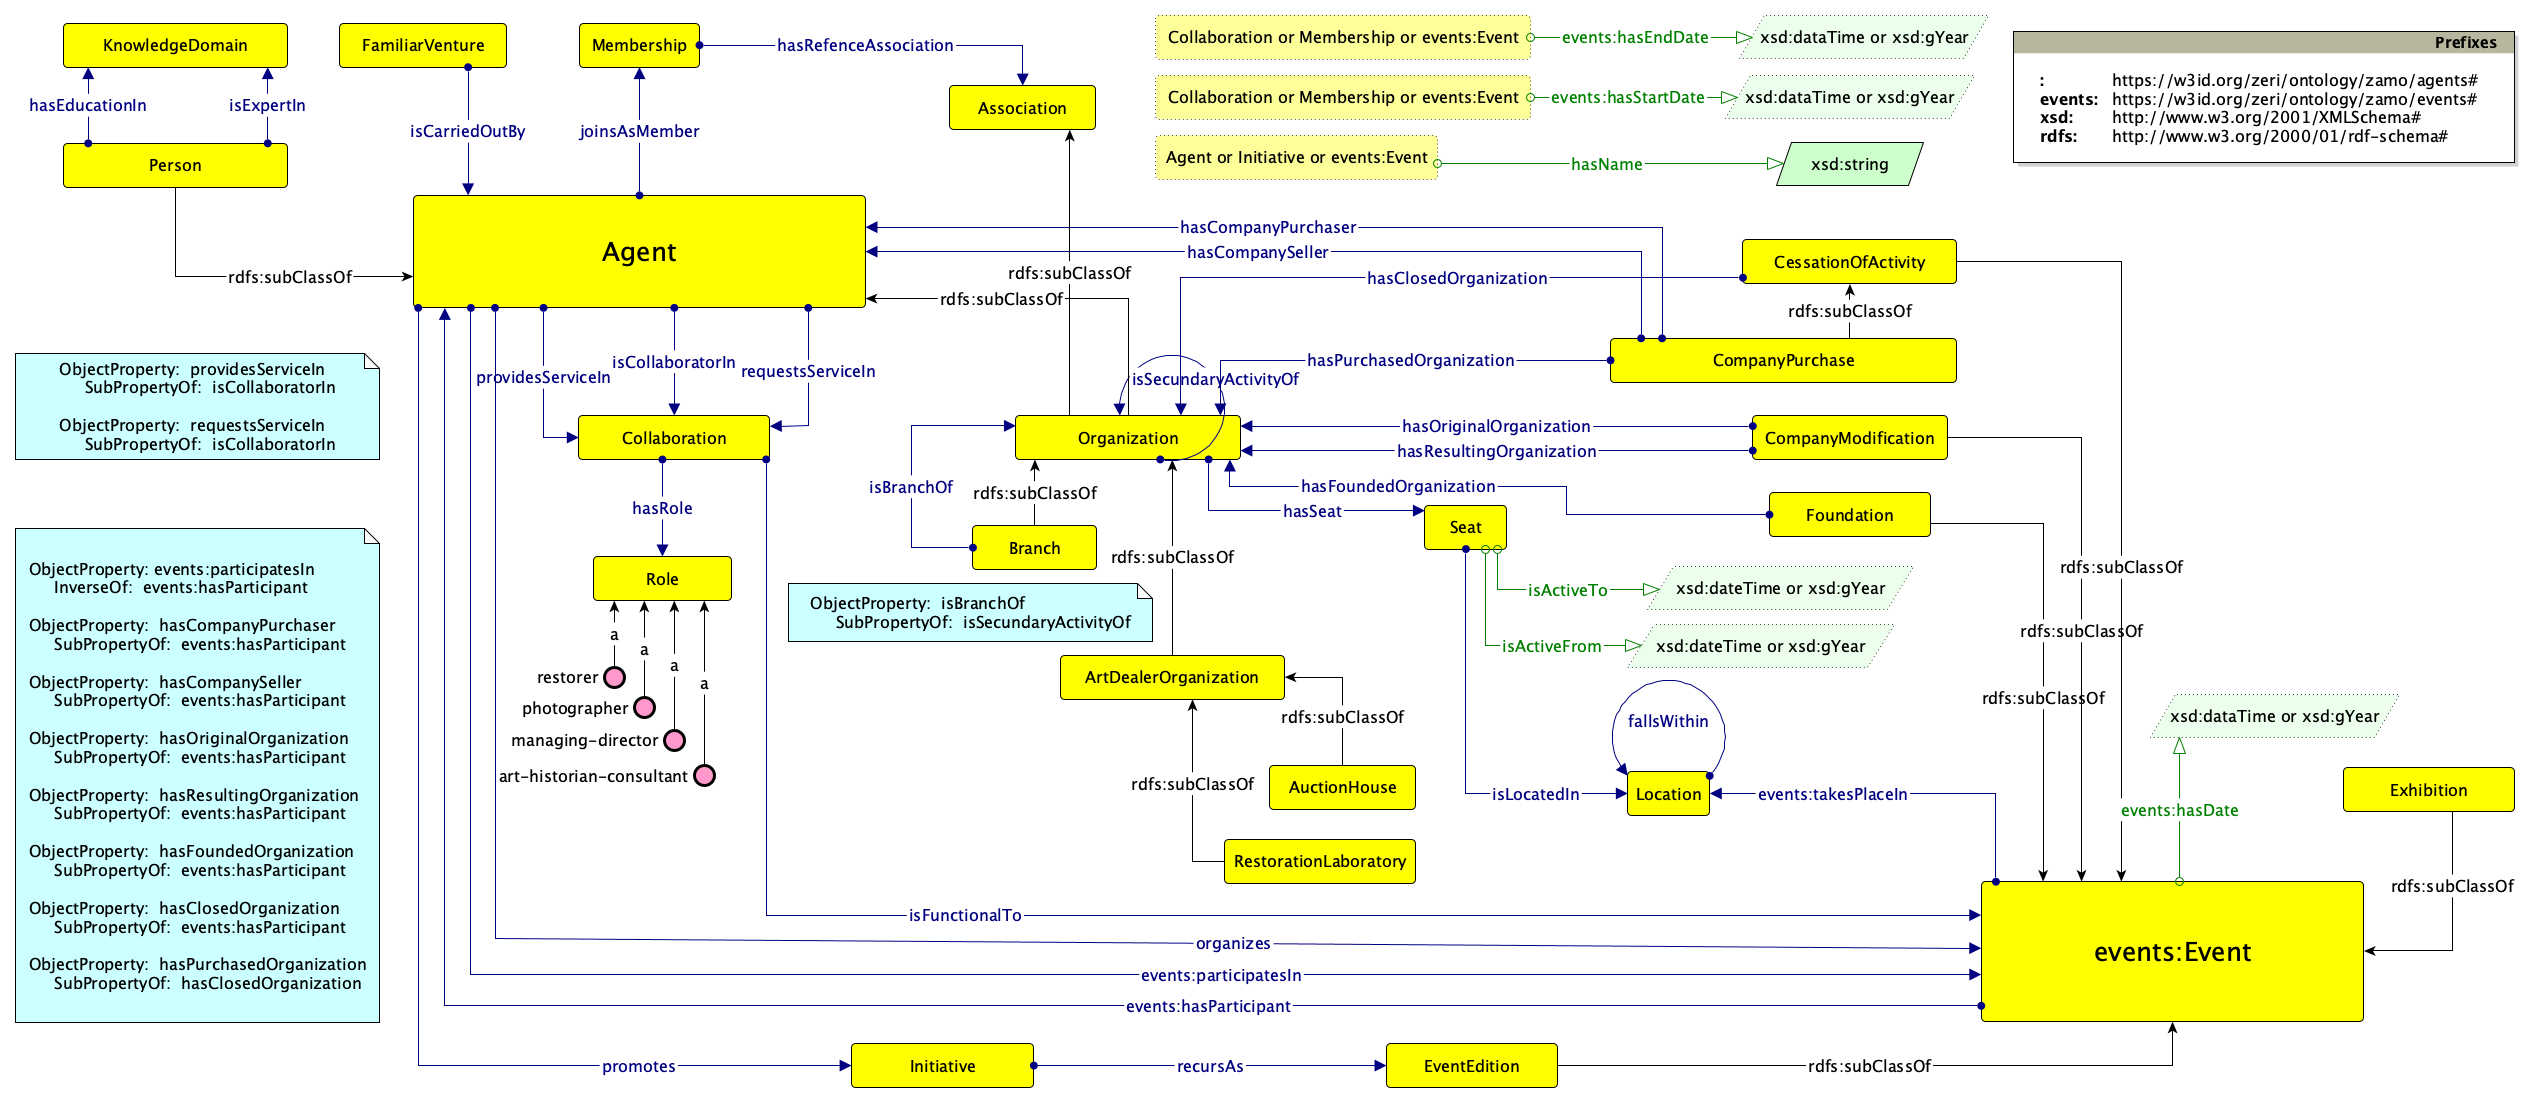 KnowledgeDomain
FamiliarVenture
Membership
hasRefenceAssociation
Collaboration or Membership or events:Event
events:hasEndDate
xsd:dataTime or xsd:gYear
Prefixes
: https://w3id.org/zeri/ontology/zamo/agents#
events: https://w3id.org/zeri/ontology/zamo/events#
xsd: http://www.w3.org/2001/XMLSchema#
rdfs: http://www.w3.org/2000/01/rdf-schema#
hasEducationIn
isExpertIn
isCarriedOutBy
joinsAsMember
Association
Collaboration or Membership or events:Event
events:hasStartDate
xsd:dataTime or xsd:gYear
Person
Agent or Initiative or events:Event
hasName
xsd:string
Agent
rdfs:subClassOf
hasCompanyPurchaser
hasCompanySeller
rdfs:subClassOf
rdfs:subClassOf
hasClosedOrganization
CessationOfActivity
rdfs:subClassOf
ObjectProperty: providesServiceIn
SubPropertyOf: isCollaboratorIn
ObjectProperty: requestsServiceIn
SubPropertyOf: isCollaboratorIn
providesServiceIn
isCollaboratorIn
requestsServiceIn
isSecundaryActivityOf
hasPurchasedOrganization
CompanyPurchase
Collaboration
Organization
hasOriginalOrganization
hasResultingOrganization
CompanyModification
isBranchOf
rdfs:subClassOf
hasFoundedOrganization
hasSeat
Seat
Foundation
hasRole
Branch
rdfs:subClassOf
rdfs:subClassOf
rdfs:subClassOf
rdfs:subClassOf
Role
ObjectProperty: isBranchOf
SubPropertyOf: isSecundaryActivityOf
isActiveTo
xsd:dateTime or xsd:gYear
isActiveFrom
xsd:dateTime or xsd:gYear
ObjectProperty: events:participatesIn
InverseOf: events:hasParticipant
ObjectProperty: hasCompanyPurchaser
SubPropertyOf: events:hasParticipant
ObjectProperty: hasCompanySeller
SubPropertyOf: events:hasParticipant
ObjectProperty: hasOriginalOrganization
SubPropertyOf: events:hasParticipant
ObjectProperty: hasResultingOrganization
SubPropertyOf: events:hasParticipant
ObjectProperty: hasFoundedOrganization
SubPropertyOf: events:hasParticipant
ObjectProperty: hasClosedOrganization
SubPropertyOf: events:hasParticipant
ObjectProperty: hasPurchasedOrganization
SubPropertyOf: hasClosedOrganization
a
a
a
a
restorer
photographer
managing-director
art-historian-consultant
ArtDealerOrganization
rdfs:subClassOf
rdfs:subClassOf
AuctionHouse
RestorationLaboratory
fallsWithin
isLocatedIn
Location
events:takesPlaceIn
xsd:dataTime or xsd:gYear
events:hasDate
Exhibition
rdfs:subClassOf
isFunctionalTo
organizes
events:participatesIn
events:hasParticipant
events:Event
promotes
Initiative
recursAs
EventEdition
rdfs:subClassOf